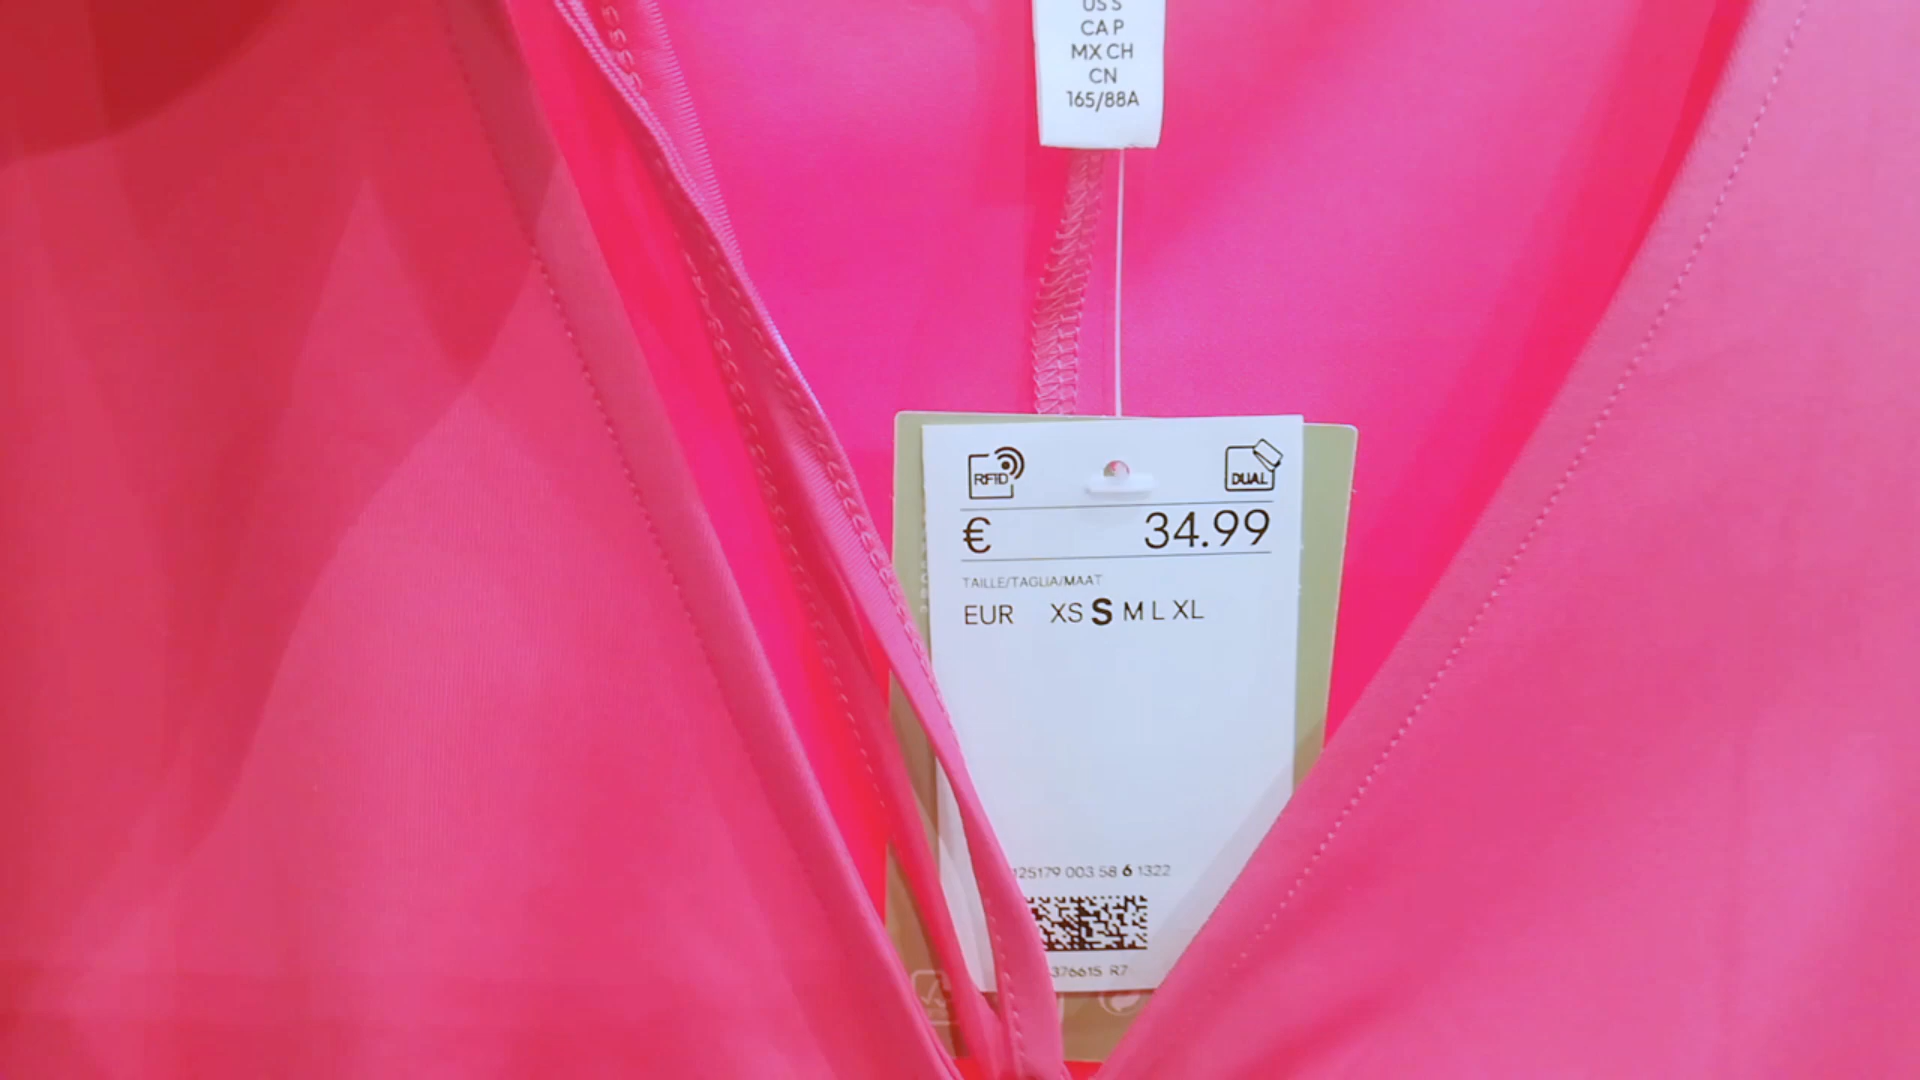 US S
CA P
MX CH
CN
165/88A
RFID
DUAL
€ 34.99
TAILLE/TAGLIA/MAAT
EUR XS S M L XL
125179 003 58 6 1322
376615 R7